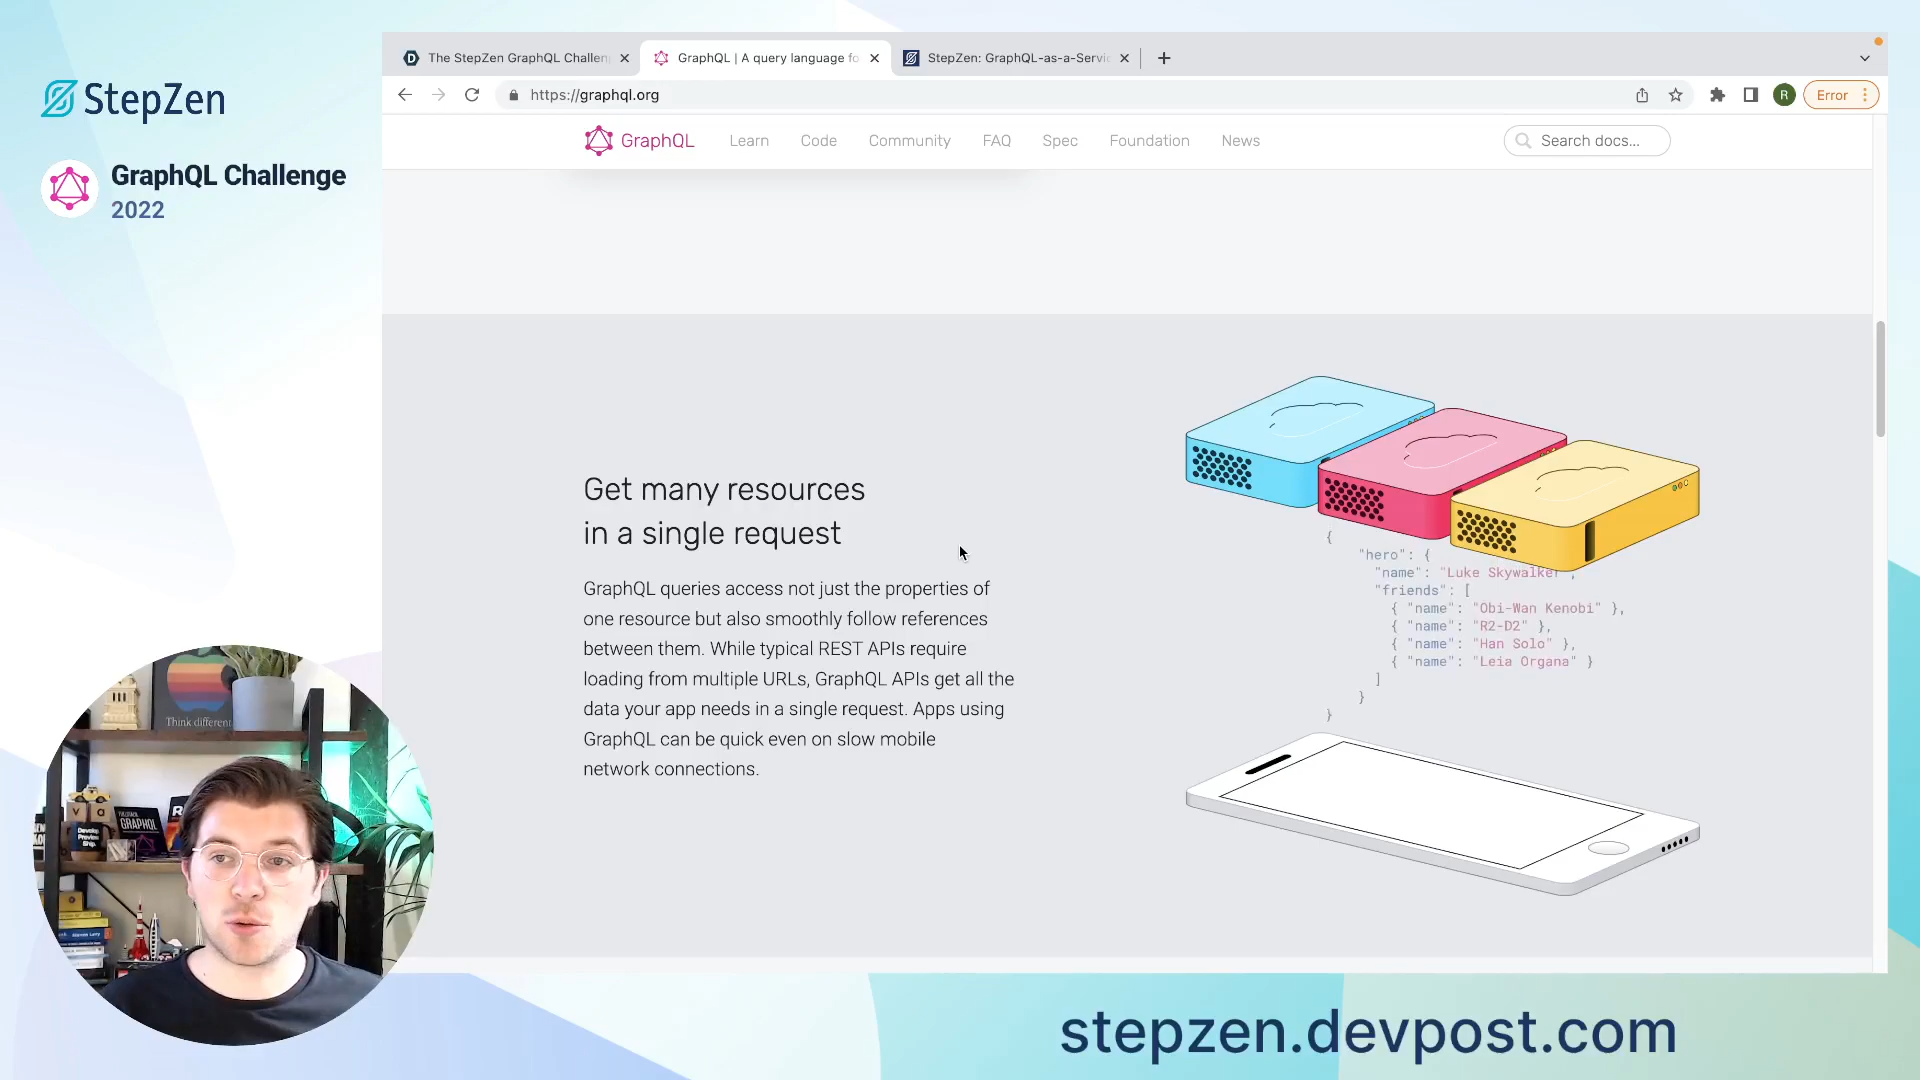 StepZen
GraphQL Challenge
2022
The StepZen GraphQL Challen
GraphQL | A query language fo
StepZen: GraphQL-as-a-Servi
https://graphql.org
R
Error
GraphQL
Learn
Code
Community
FAQ
Spec
Foundation
News
Search docs...
Get many resources
in a single request
GraphQL queries access not just the properties of
one resource but also smoothly follow references
between them. While typical REST APIs require
loading from multiple URLs, GraphQL APIs get all the
data your app needs in a single request. Apps using
GraphQL can be quick even on slow mobile
network connections.
{
"hero": {
"name": "Luke Skywalker",
"friends": [
{ "name": "Obi-Wan Kenobi" },
{ "name": "R2-D2" },
{ "name": "Han Solo" },
{ "name": "Leia Organa" }
]
}
}
Think different
v a
GRAPHQL
Develop
Preview
Ship.
stepzen.devpost.com